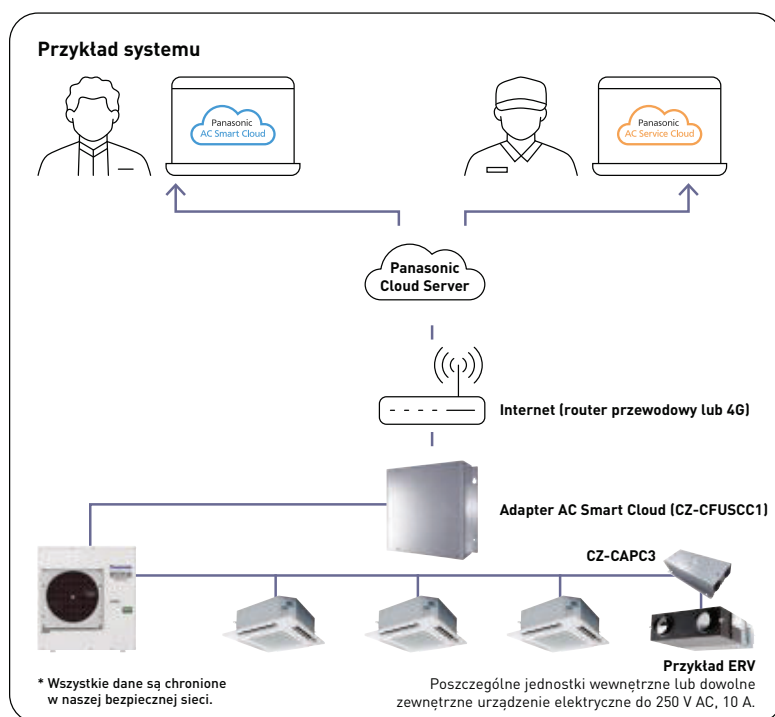 Przykład systemu
Panasonic
AC Smart Cloud
Panasonic
AC Service Cloud
Panasonic
Cloud Server
Internet (router przewodowy lub 4G)
Adapter AC Smart Cloud (CZ-CFUSCC1)
CZ-CAPC3
Panasonic
Przykład ERV
* Wszystkie dane są chronione
w naszej bezpiecznej sieci.
Poszczególne jednostki wewnętrzne lub dowolne
zewnętrzne urządzenie elektryczne do 250 V AC, 10 A.